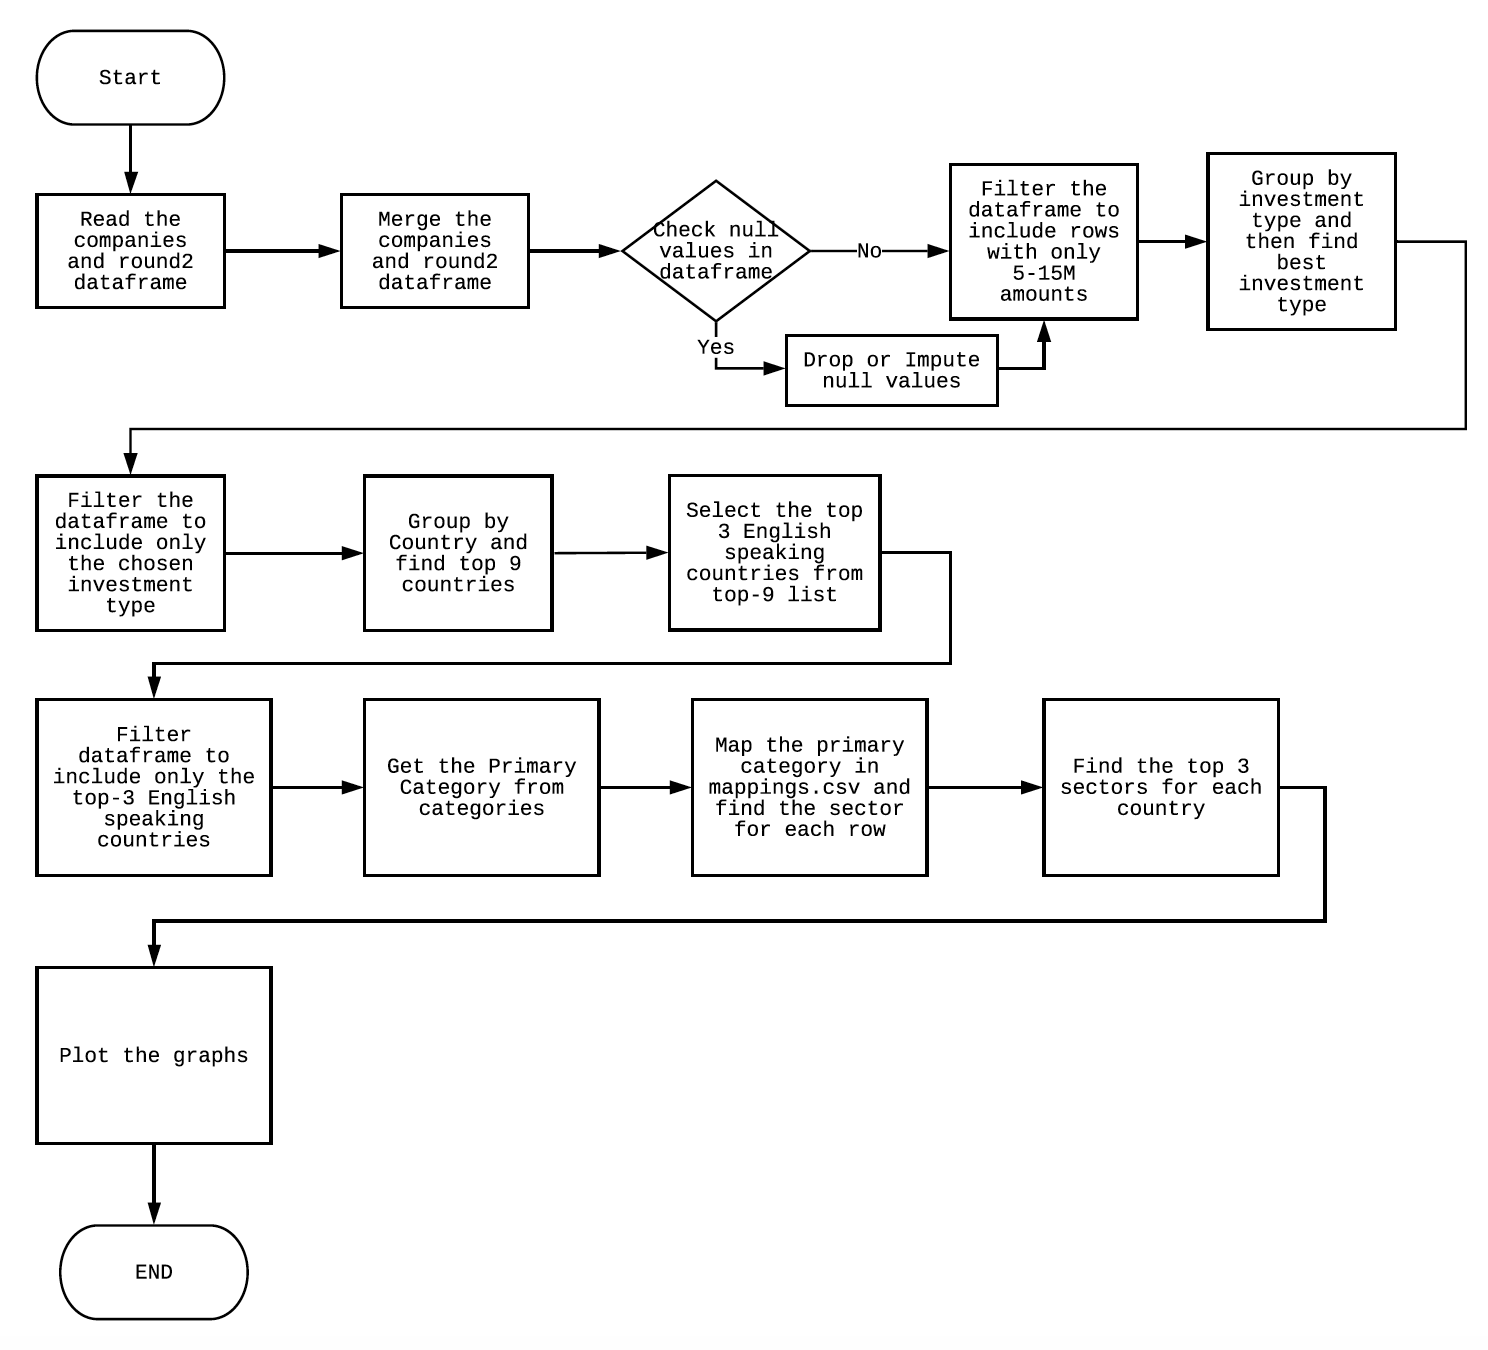 Start
Read the
companies
and round2
dataframe
Merge the
companies
and round2
dataframe
Check null
values in
dataframe
No
Yes
Drop or Impute
null values
Filter the
dataframe to
include rows
with only
5-15M
amounts
Group by
investment
type and
then find
best
investment
type
Filter the
dataframe to
include only
the chosen
investment
type
Group by
Country and
find top 9
countries
Select the top
3 English
speaking
countries from
top-9 list
Filter
dataframe to
include only the
top-3 English
speaking
countries
Get the Primary
Category from
categories
Map the primary
category in
mappings.csv and
find the sector
for each row
Find the top 3
sectors for each
country
Plot the graphs
END